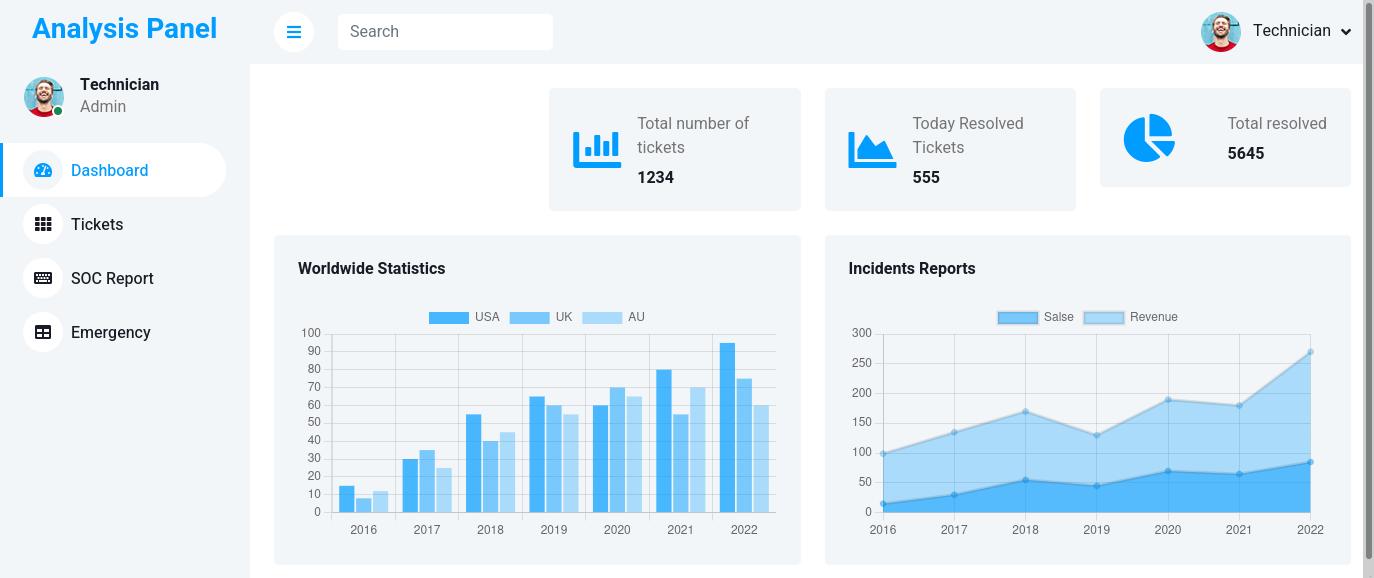 Analysis Panel
Search
Technician
Technician
Admin
Dashboard
Tickets
SOC Report
Emergency
Total number of
tickets
1234
Today Resolved
Tickets
555
Total resolved
5645
Worldwide Statistics
USA UK AU
100
90
80
70
60
50
40
30
20
10
0
2016 2017 2018 2019 2020 2021 2022
Incidents Reports
Salse Revenue
300
250
200
150
100
50
0
2016 2017 2018 2019 2020 2021 2022